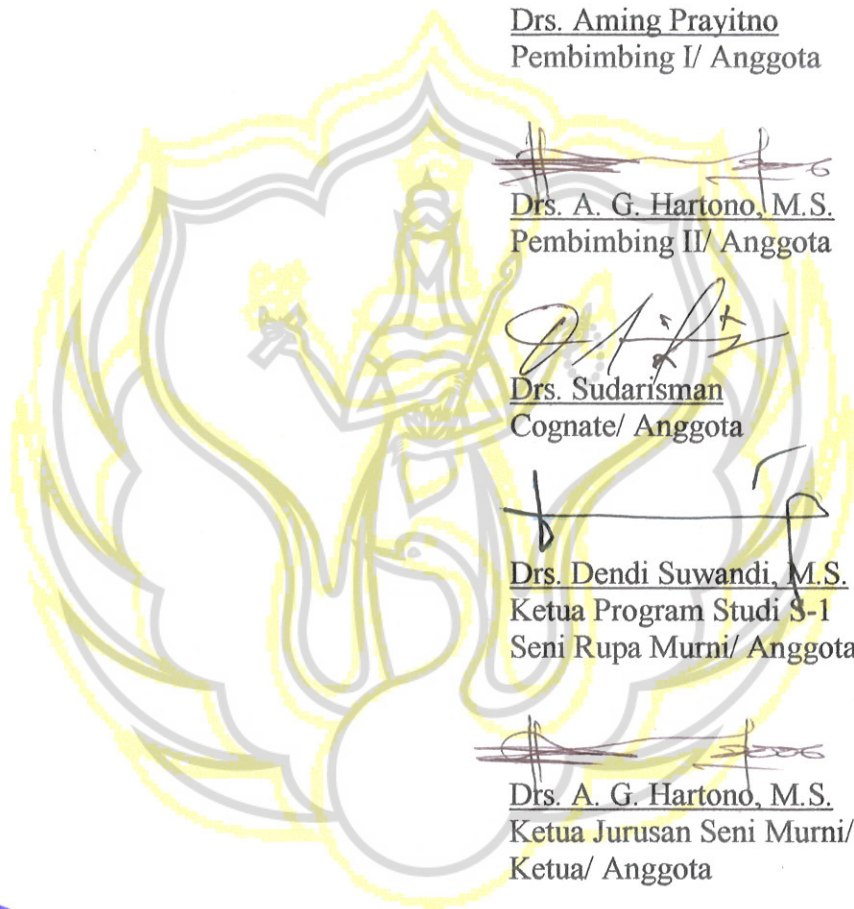 Drs. Aming Prayitno
Pembimbing I/ Anggota
Drs. A. G. Hartono, M.S.
Pembimbing II/ Anggota
Drs. Sudarisman
Cognate/ Anggota
Drs. Dendi Suwandi, M.S.
Ketua Program Studi S-1
Seni Rupa Murni/ Anggota
Drs. A. G. Hartono, M.S.
Ketua Jurusan Seni Murni/
Ketua/ Anggota